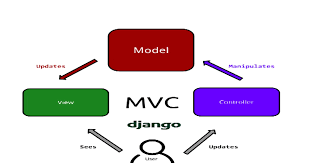 Model
Updates
Manipulates
View
MVC
Controller
django
Sees
Updates
User